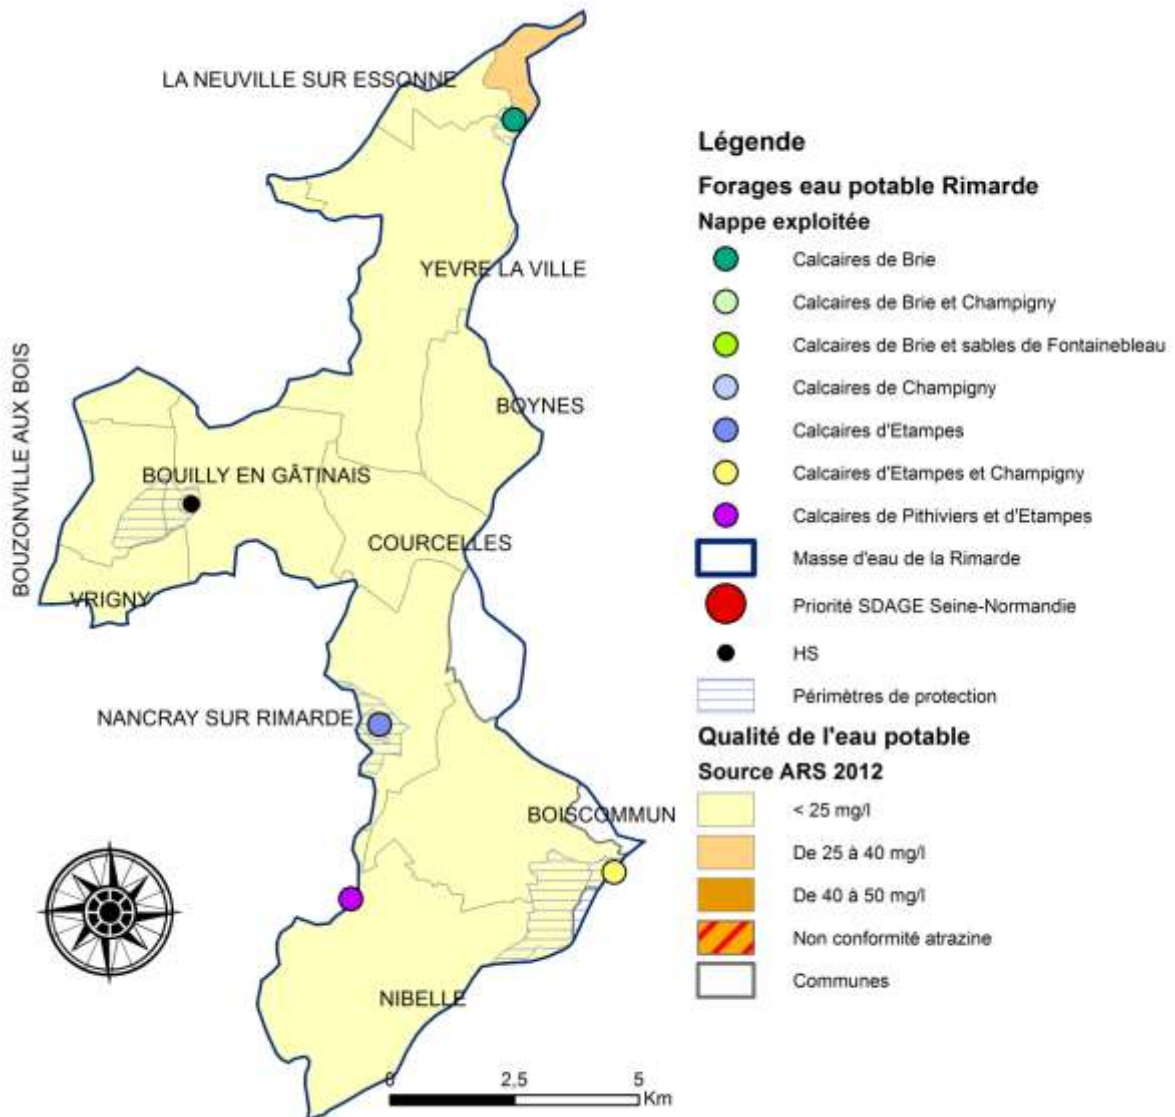 LA NEUVILLE SUR ESSONNE
YEVRE LA VILLE
BOYNES
BOUZONVILLE AUX BOIS
BOUILLY EN GÂTINAIS
COURCELLES
VRIGNY
NANCRAY SUR RIMARDE
BOISCOMMUN
NIBELLE
0 2,5 5
Km
Légende
Forages eau potable Rimarde
Nappe exploitée
Calcaires de Brie
Calcaires de Brie et Champigny
Calcaires de Brie et sables de Fontainebleau
Calcaires de Champigny
Calcaires d'Etampes
Calcaires d'Etampes et Champigny
Calcaires de Pithiviers et d'Etampes
Masse d'eau de la Rimarde
Priorité SDAGE Seine-Normandie
HS
Périmètres de protection
Qualité de l'eau potable
Source ARS 2012
< 25 mg/l
De 25 à 40 mg/l
De 40 à 50 mg/l
Non conformité atrazine
Communes